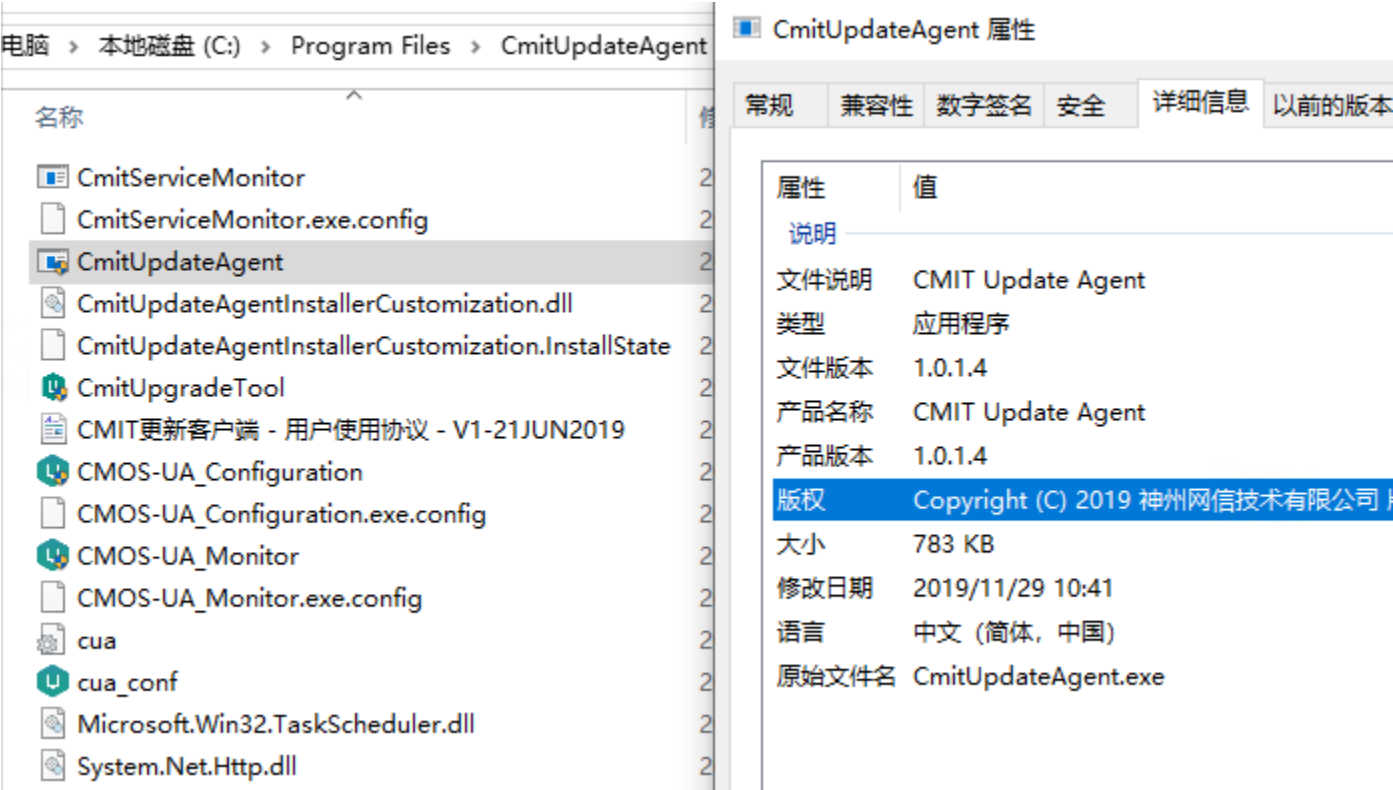 电脑 › 本地磁盘 (C:) › Program Files › CmitUpdateAgent
名称
CmitServiceMonitor
CmitServiceMonitor.exe.config
CmitUpdateAgent
CmitUpdateAgentInstallerCustomization.dll
CmitUpdateAgentInstallerCustomization.InstallState
CmitUpgradeTool
CMIT更新客户端 - 用户使用协议 - V1-21JUN2019
CMOS-UA_Configuration
CMOS-UA_Configuration.exe.config
CMOS-UA_Monitor
CMOS-UA_Monitor.exe.config
cua
cua_conf
Microsoft.Win32.TaskScheduler.dll
System.Net.Http.dll
CmitUpdateAgent 属性
常规 兼容性 数字签名 安全 详细信息 以前的版本
属性 值
说明
文件说明 CMIT Update Agent
类型 应用程序
文件版本 1.0.1.4
产品名称 CMIT Update Agent
产品版本 1.0.1.4
版权 Copyright (C) 2019 神州网信技术有限公司
大小 783 KB
修改日期 2019/11/29 10:41
语言 中文 (简体，中国)
原始文件名 CmitUpdateAgent.exe